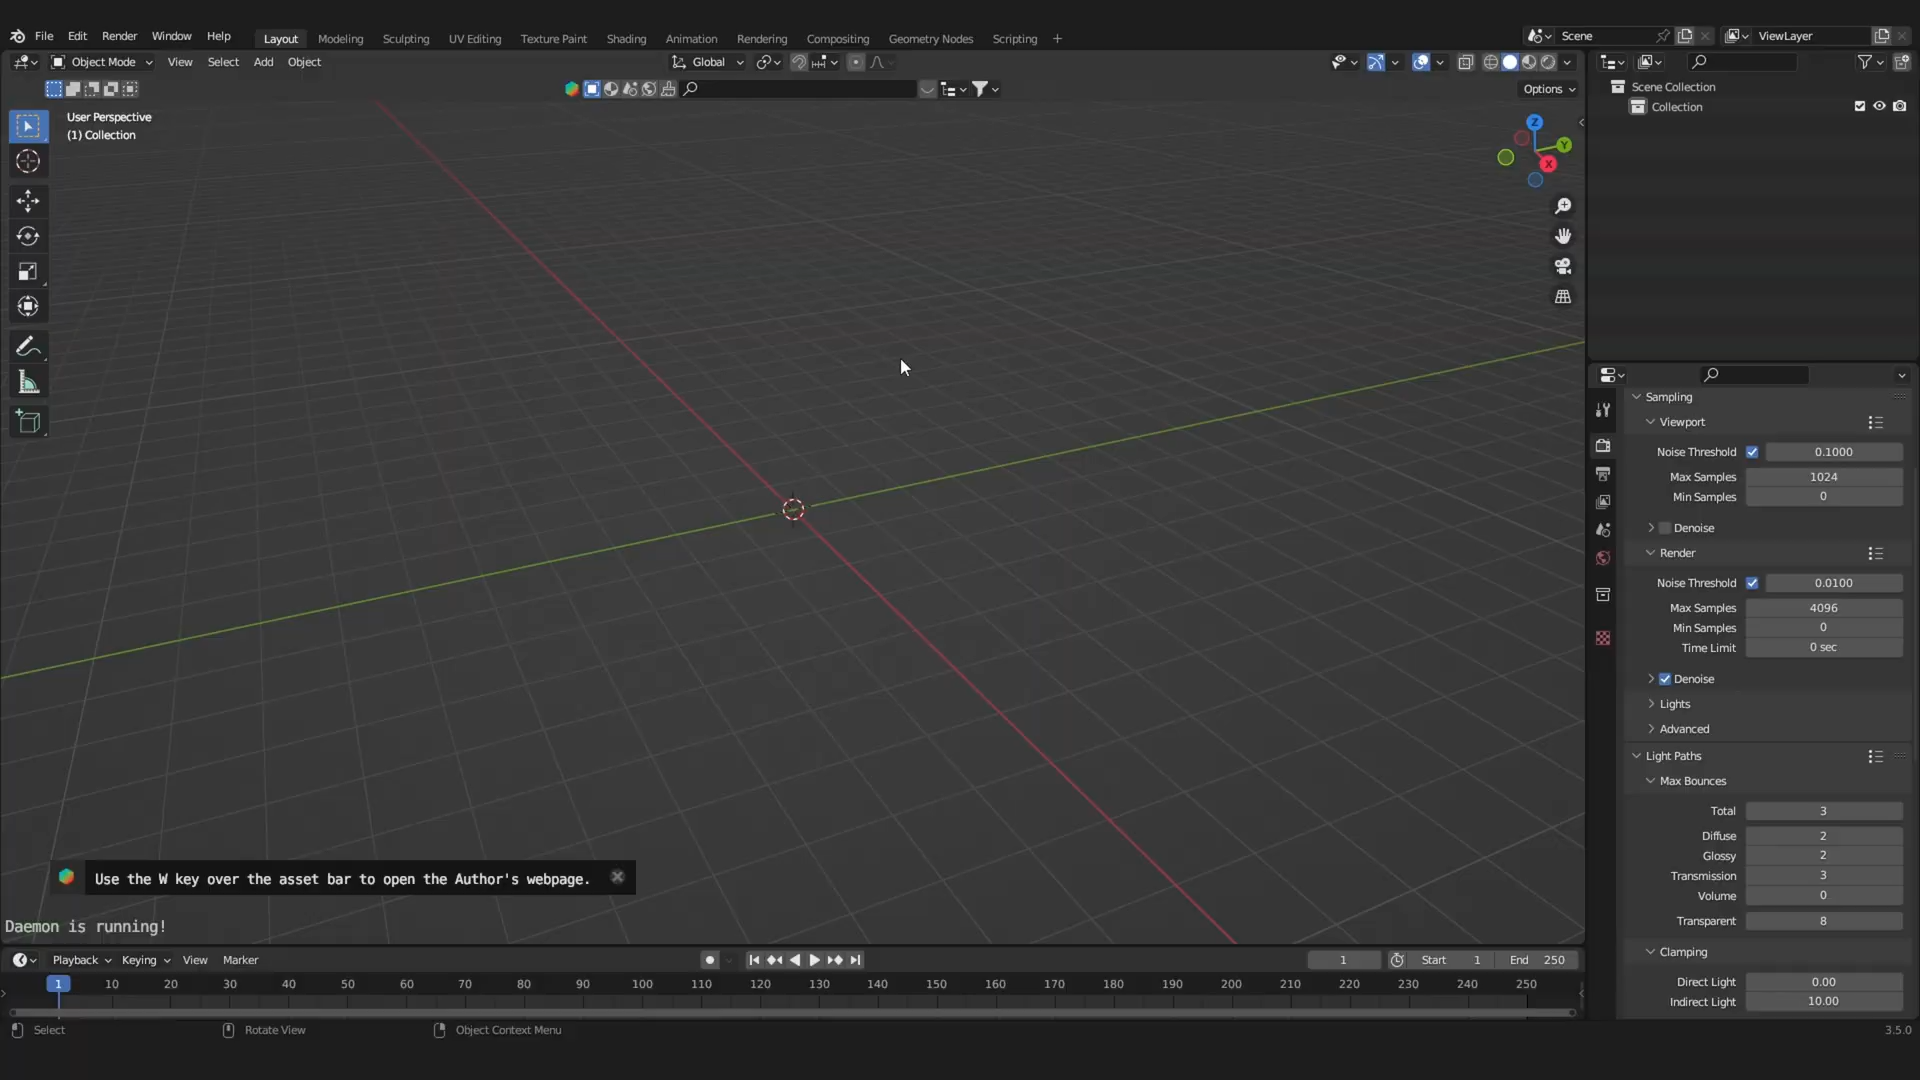 File Edit Render Window Help Layout Modeling Sculpting UV Editing Texture Paint Shading Animation Rendering Compositing Geometry Nodes Scripting + Scene ViewLayer
Object Mode View Select Add Object Global
Options
User Perspective
(1) Collection
Z
Y
X
Scene Collection
Collection
Sampling
Viewport
Noise Threshold 0.1000
Max Samples 1024
Min Samples 0
Denoise
Render
Noise Threshold 0.0100
Max Samples 4096
Min Samples 0
Time Limit 0 sec
Denoise
Lights
Advanced
Light Paths
Max Bounces
Total 3
Diffuse 2
Glossy 2
Transmission 3
Volume 0
Transparent 8
Clamping
Direct Light 0.00
Indirect Light 10.00
Use the W key over the asset bar to open the Author's webpage.
Daemon is running!
Playback Keying View Marker 1 Start 1 End 250
1 10 20 30 40 50 60 70 80 90 100 110 120 130 140 150 160 170 180 190 200 210 220 230 240 250
Select Rotate View Object Context Menu 3.5.0